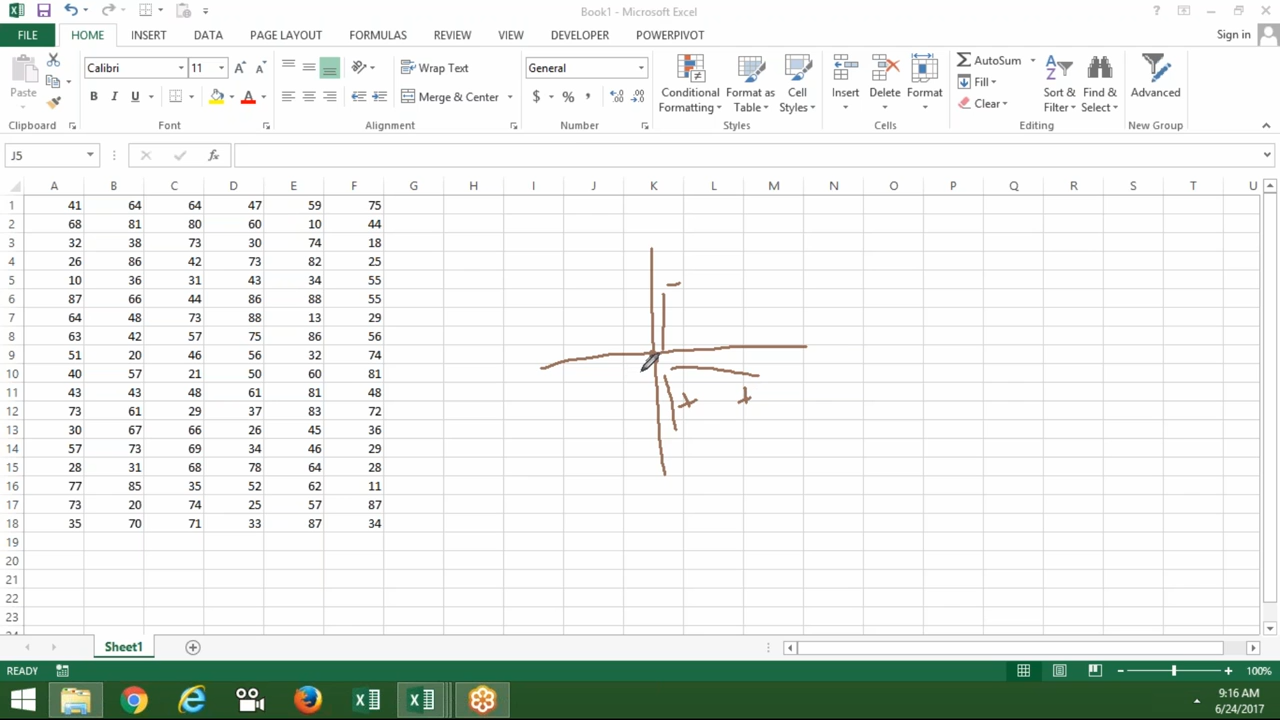 Book1 - Microsoft Excel
? Sign in
FILE HOME INSERT DATA PAGE LAYOUT FORMULAS REVIEW VIEW DEVELOPER POWERPIVOT
Paste Calibri 11 A A Wrap Text General AutoSum
B I U A Merge & Center $ % , Fill Clear
Conditional Formatting Format as Table Cell Styles Insert Delete Format Sort & Filter Find & Select Advanced
Clipboard Font Alignment Number Styles Cells Editing New Group
J5 fx
A B C D E F G H I J K L M N O P Q R S T U
1 41 64 64 47 59 75
2 68 81 80 60 10 44
3 32 38 73 30 74 18
4 26 86 42 73 82 25
5 10 36 31 43 34 55
6 87 66 44 86 88 55
7 64 48 73 88 13 29
8 63 42 57 75 86 56
9 51 20 46 56 32 74
10 40 57 21 50 60 81
11 43 43 48 61 81 48
12 73 61 29 37 83 72
13 30 67 66 26 45 36
14 57 73 69 34 46 29
15 28 31 68 78 64 28
16 77 85 35 52 62 11
17 73 20 74 25 57 87
18 35 70 71 33 87 34
19
20
21
22
23
- + +
Sheet1
READY 100%
9:16 AM
6/24/2017